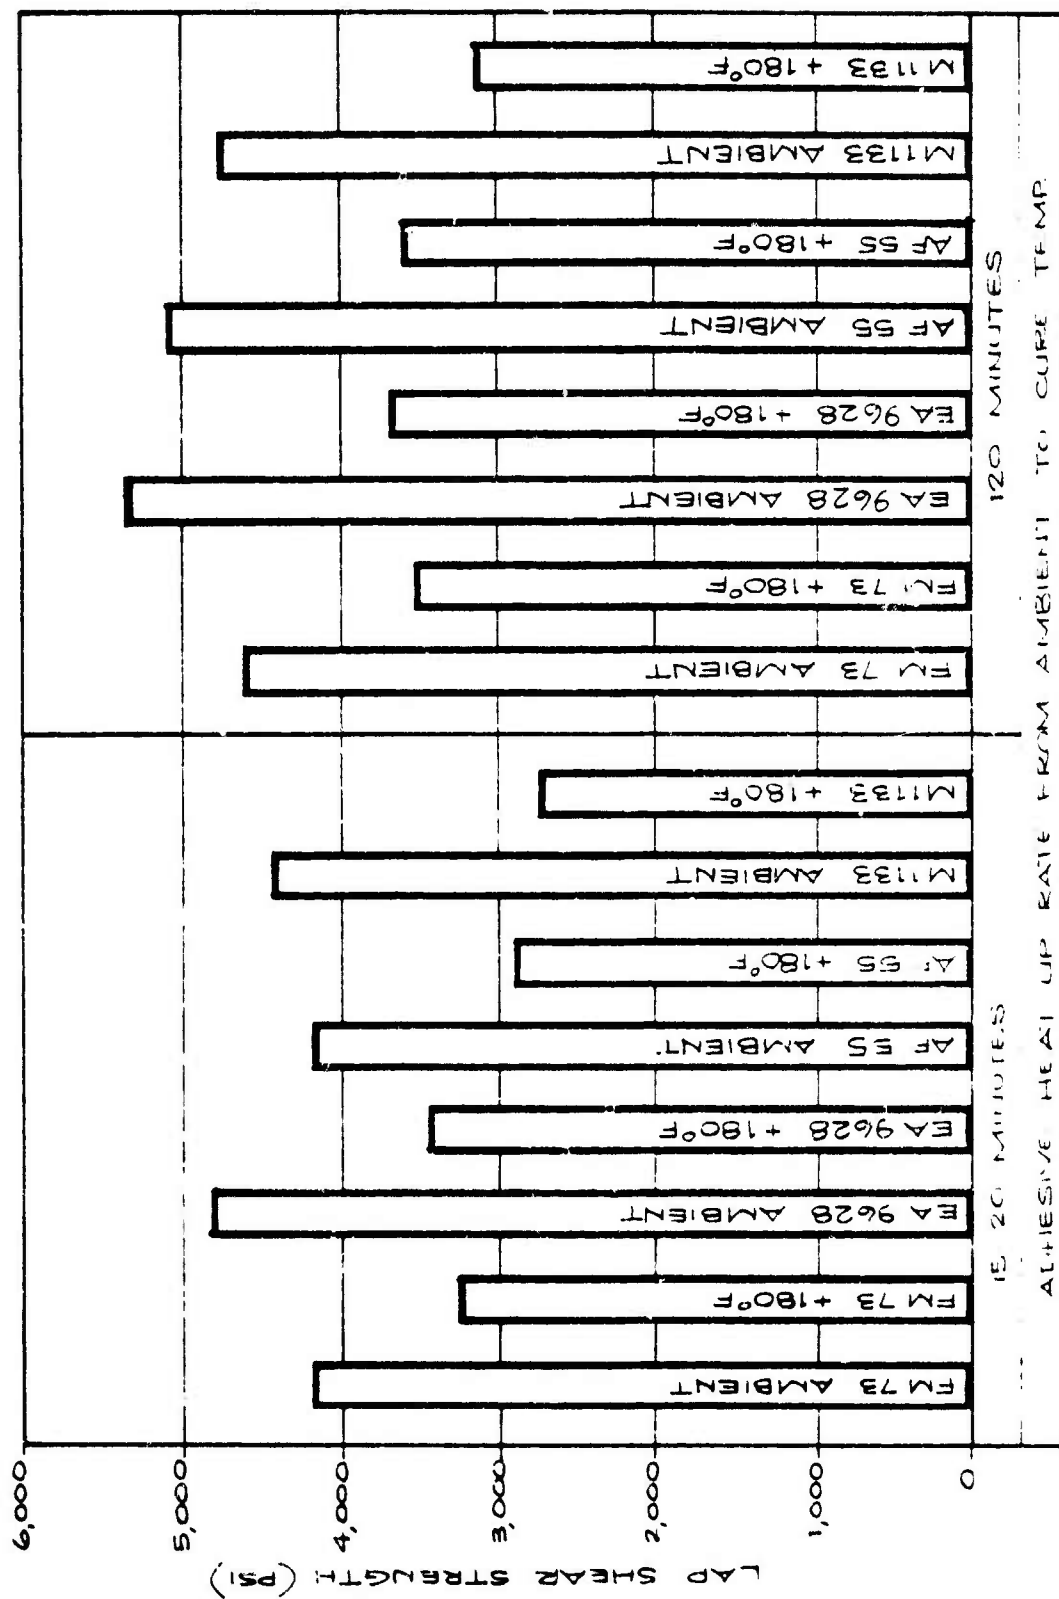 LAP SHEAR STRENGTH (PSI)
6,000
5,000
4,000
3,000
2,000
1,000
0
FM 73 AMBIENT
FM 73 +180°F
EA 9628 AMBIENT
EA 9628 +180°F
AF 55 AMBIENT
AF 55 +180°F
M1133 AMBIENT
M1133 +180°F
FM 73 AMBIENT
FM 73 +180°F
EA 9628 AMBIENT
EA 9628 +180°F
AF 55 AMBIENT
AF 55 +180°F
M1133 AMBIENT
M1133 +180°F
15 20 MINUTES
120 MINUTES
ADHESIVE HEAT UP RATE FROM AMBIENT TO CURE TEMP.